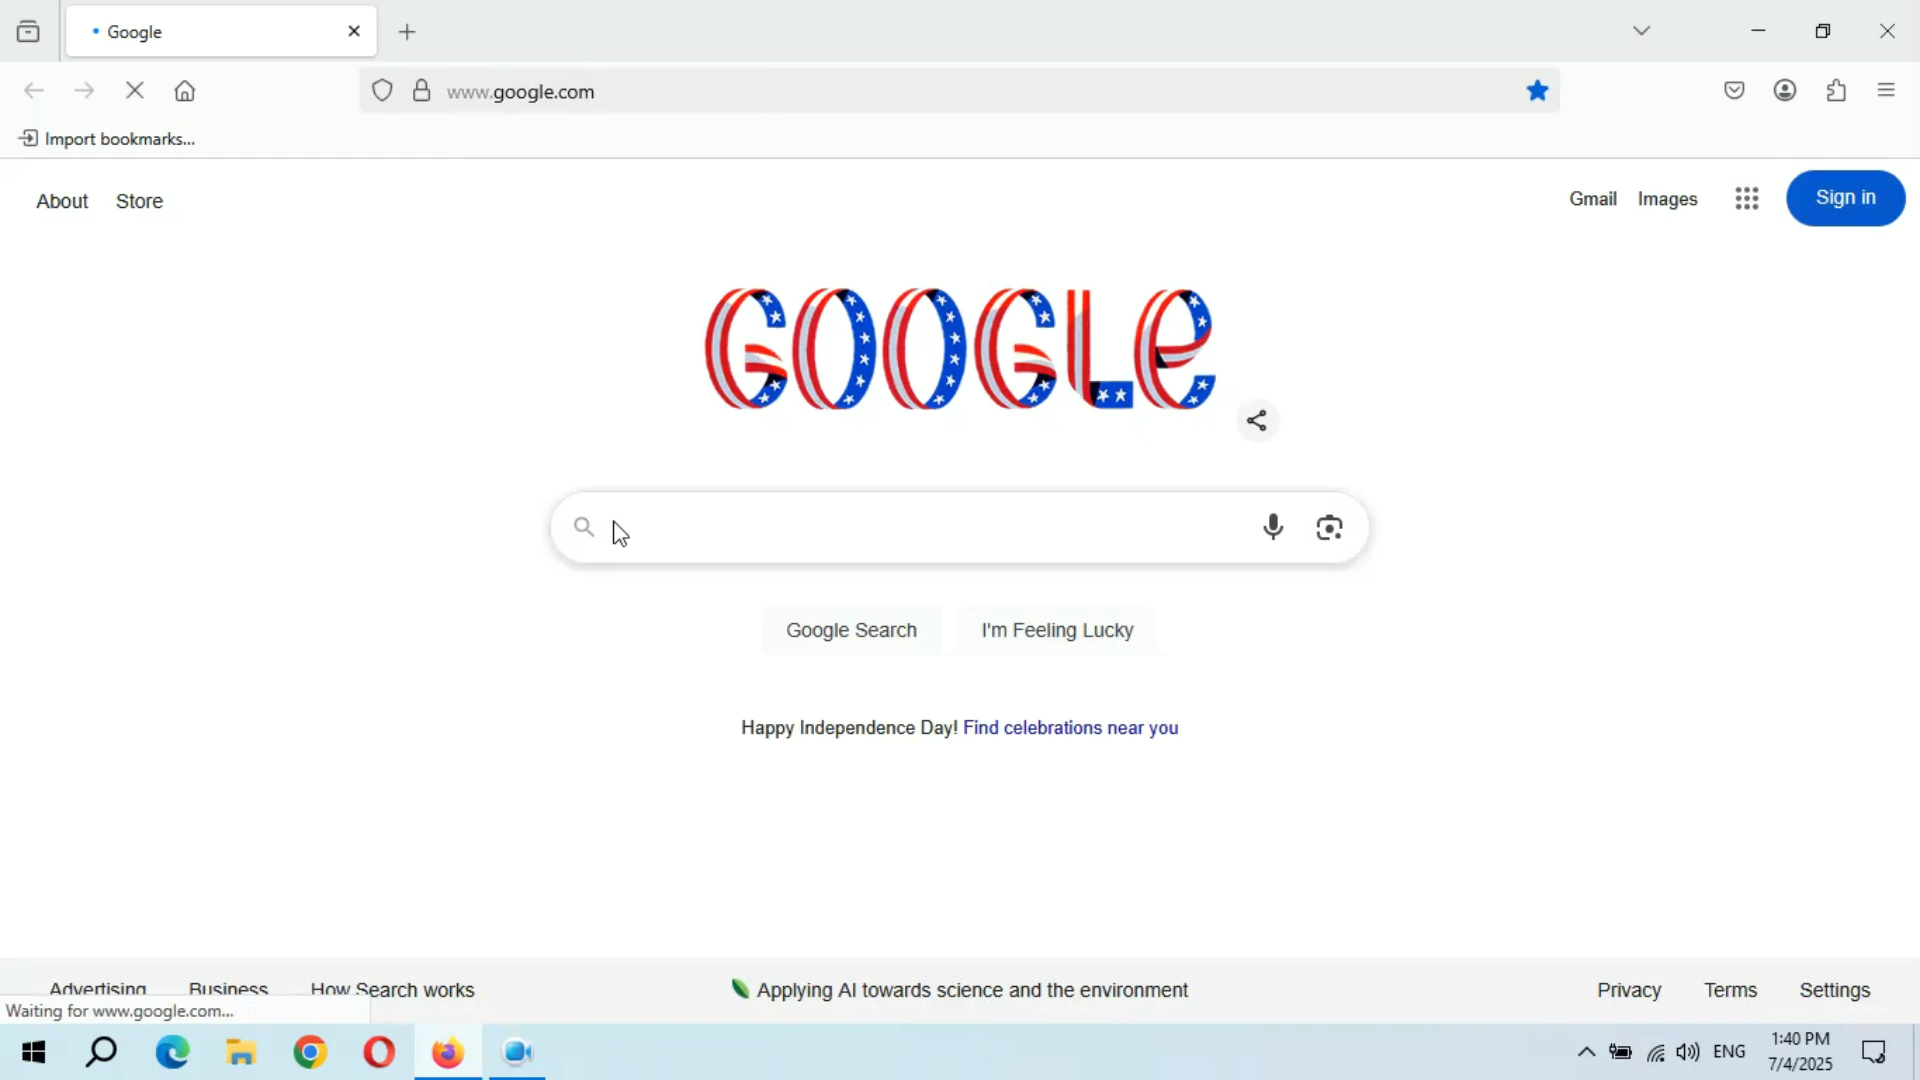 Google
www.google.com
Import bookmarks...
About Store
Gmail Images Sign in
GOOGLe
Google Search I'm Feeling Lucky
Happy Independence Day! Find celebrations near you
Advertising Business How Search works
Applying AI towards science and the environment
Privacy Terms Settings
Waiting for www.google.com...
ENG
1:40 PM
7/4/2025